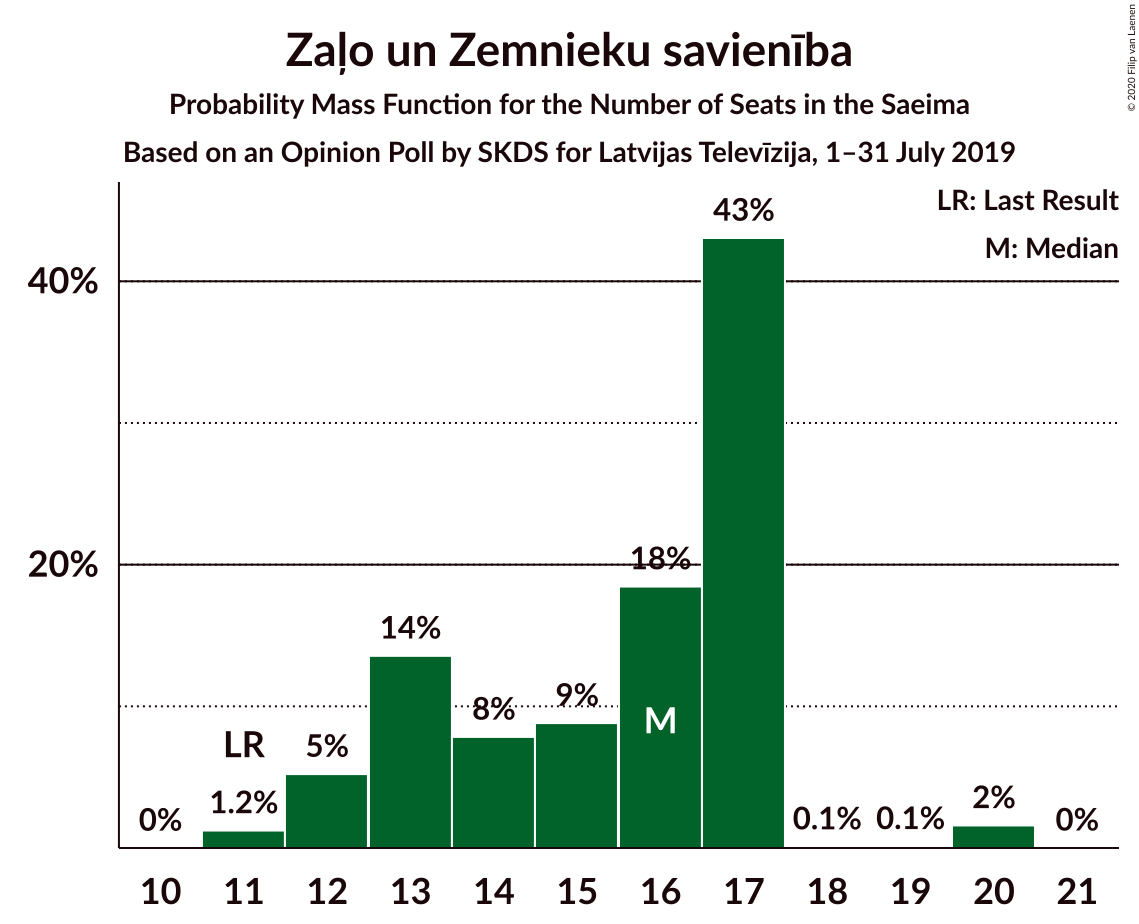 Zaļo un Zemnieku savienība
Probability Mass Function for the Number of Seats in the Saeima
Based on an Opinion Poll by SKDS for Latvijas Televīzija, 1–31 July 2019
© 2020 Filip van Laenen
LR: Last Result
M: Median
40%
20%
0%
LR
1.2%
5%
14%
8%
9%
18%
M
43%
0.1%
0.1%
2%
0%
10 11 12 13 14 15 16 17 18 19 20 21